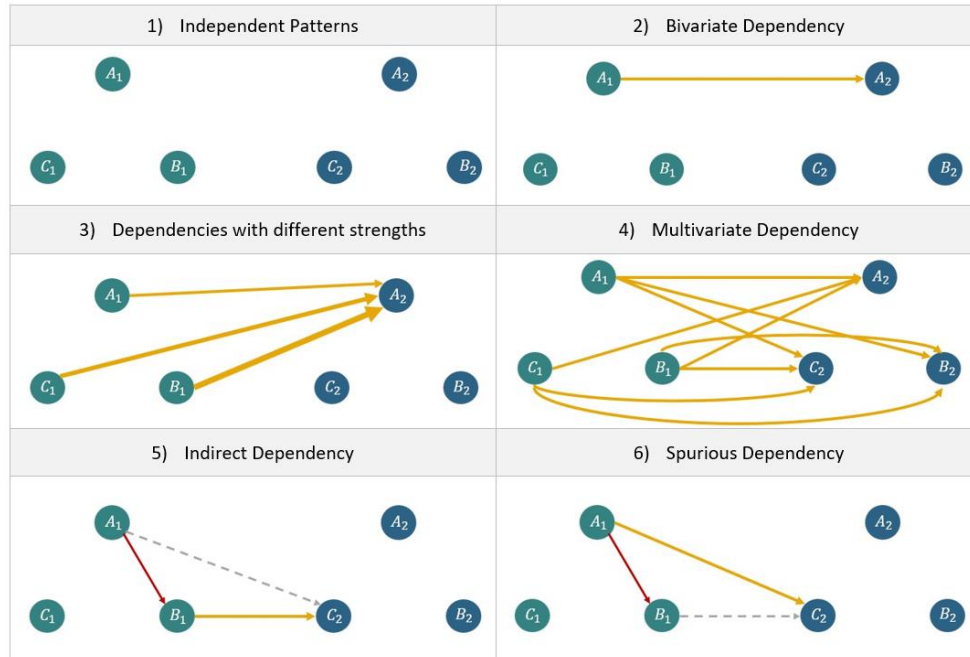 1) Independent Patterns
2) Bivariate Dependency
A₁
A₂
C₁
B₁
C₂
B₂
A₁
A₂
C₁
B₁
C₂
B₂
3) Dependencies with different strengths
4) Multivariate Dependency
A₁
A₂
C₁
B₁
C₂
B₂
A₁
A₂
C₁
B₁
C₂
B₂
5) Indirect Dependency
6) Spurious Dependency
A₁
A₂
C₁
B₁
C₂
B₂
A₁
A₂
C₁
B₁
C₂
B₂